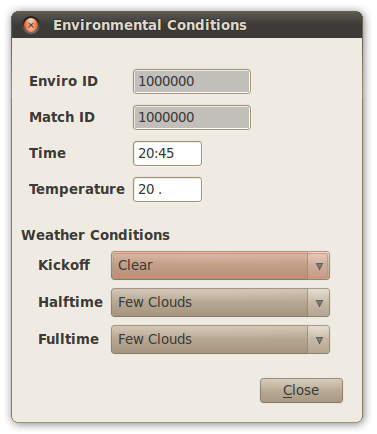 Environmental Conditions
Enviro ID 1000000
Match ID 1000000
Time 20:45
Temperature 20 .
Weather Conditions
Kickoff Clear
Halftime Few Clouds
Fulltime Few Clouds
Close